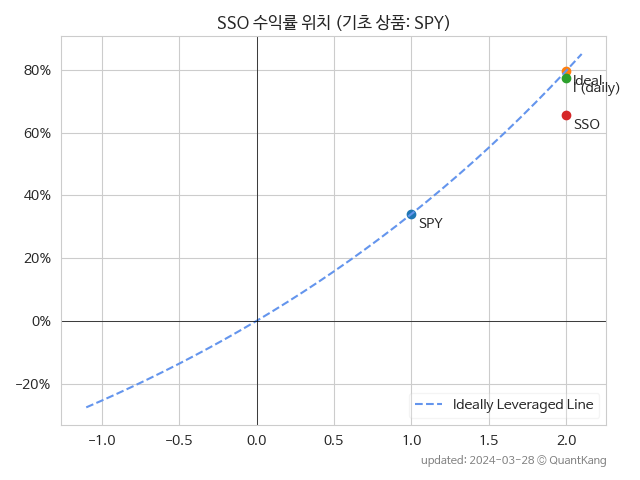 SSO 수익률 위치 (기초 상품: SPY)
80%
60%
40%
20%
0%
−20%
Ideal
I (daily)
SSO
SPY
Ideally Leveraged Line
−1.0 −0.5 0.0 0.5 1.0 1.5 2.0
updated: 2024-03-28 © QuantKang